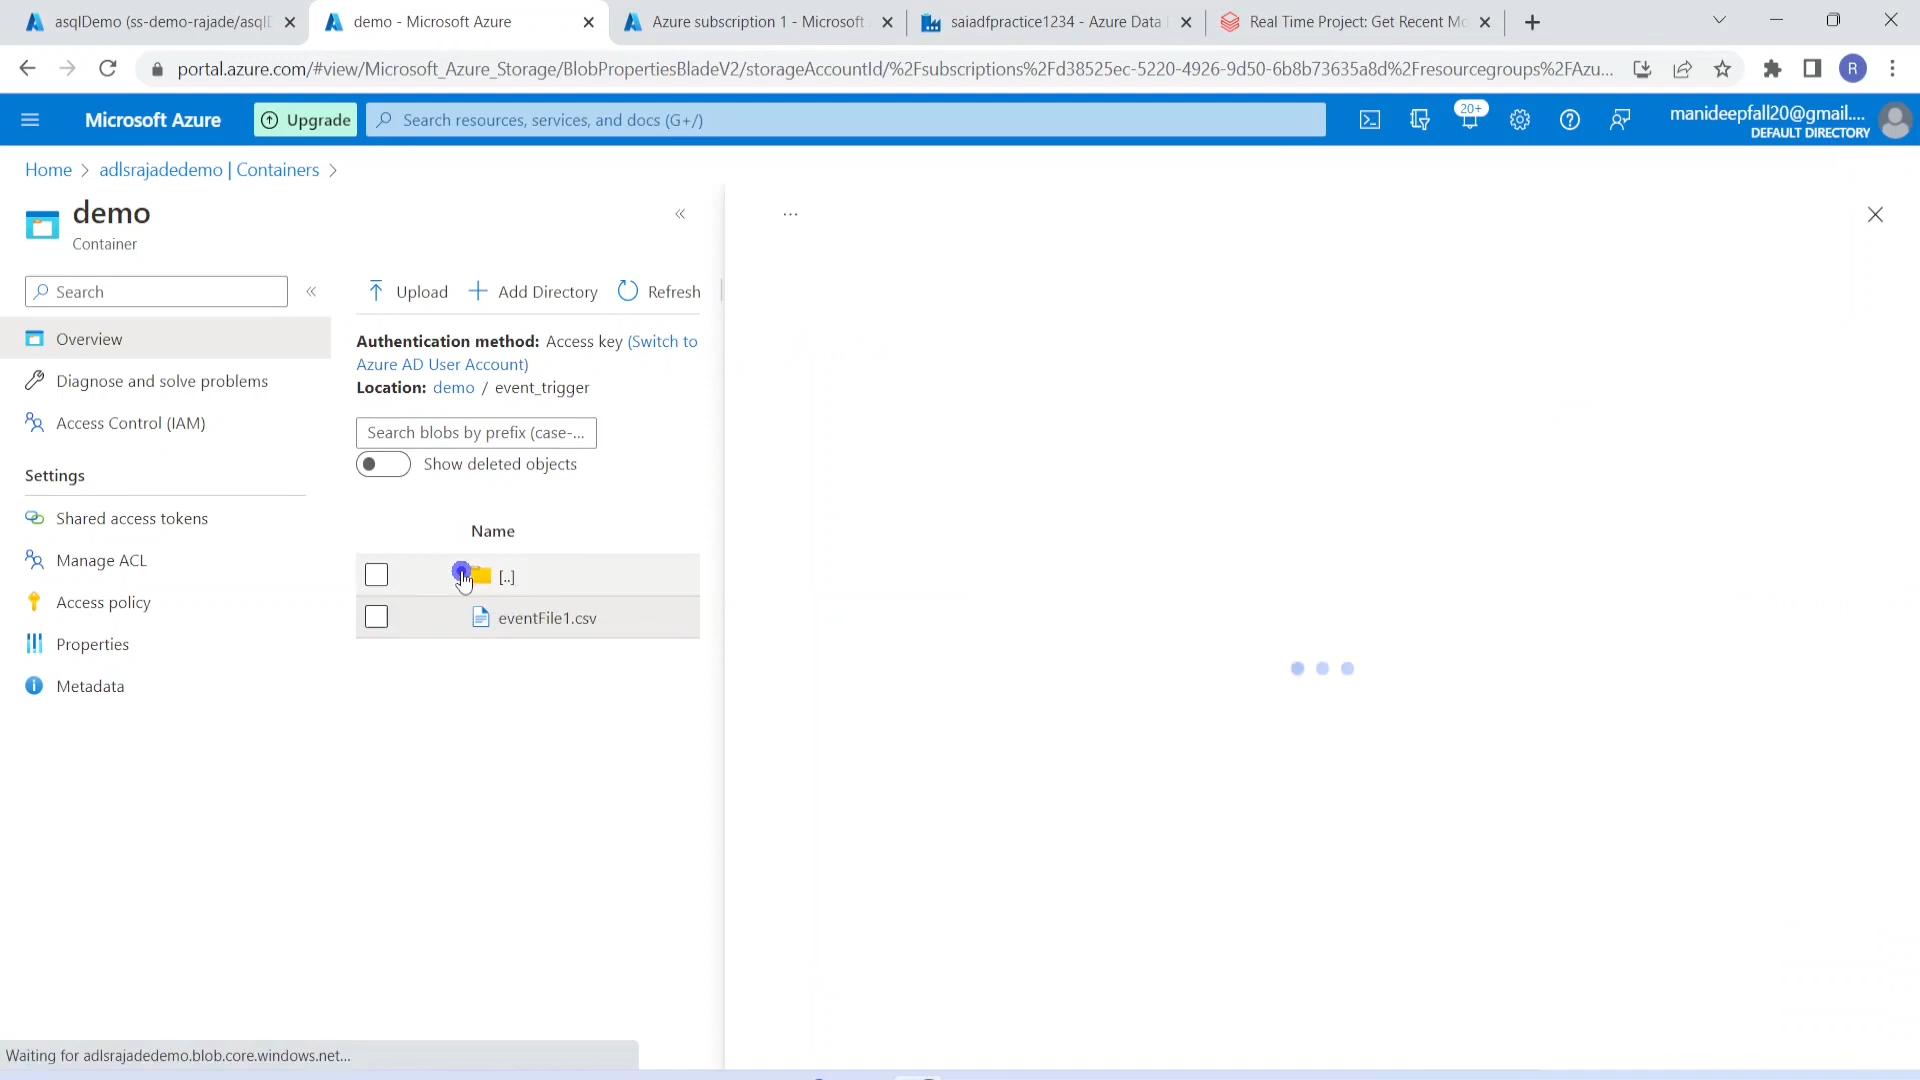 asqlDemo (ss-demo-rajade/asql
demo - Microsoft Azure
Azure subscription 1 - Microsoft
saiadfpractice1234 - Azure Data
Real Time Project: Get Recent Mo
portal.azure.com/#view/Microsoft_Azure_Storage/BlobPropertiesBladeV2/storageAccountId/%2Fsubscriptions%2Fd38525ec-5220-4926-9d50-6b8b73635a8d%2Fresourcegroups%2FAzu...
R
Microsoft Azure
Upgrade
Search resources, services, and docs (G+/)
20+
manideepfall20@gmail....
DEFAULT DIRECTORY
Home > adlsrajadedemo | Containers >
demo
Container
Search
Overview
Diagnose and solve problems
Access Control (IAM)
Settings
Shared access tokens
Manage ACL
Access policy
Properties
Metadata
Upload
Add Directory
Refresh
Authentication method: Access key (Switch to
Azure AD User Account)
Location: demo / event_trigger
Search blobs by prefix (case-...
Show deleted objects
Name
[..]
eventFile1.csv
Waiting for adlsrajadedemo.blob.core.windows.net...